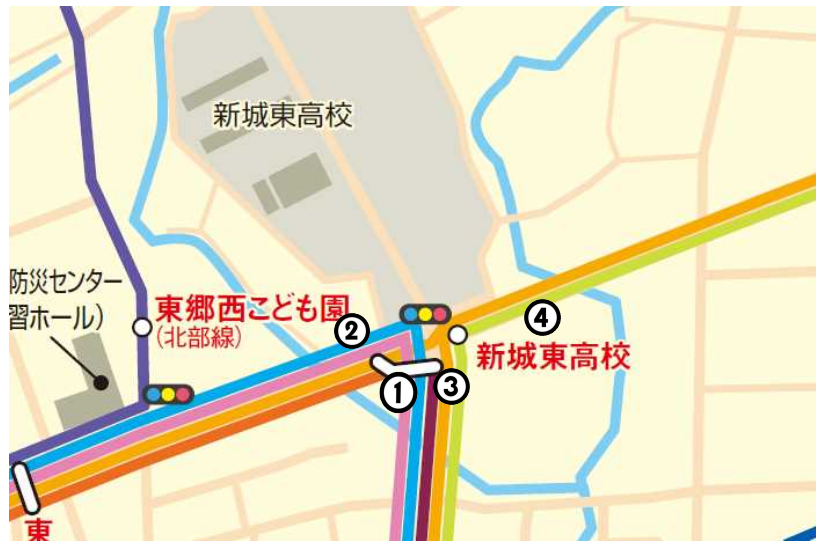 新城東高校
防災センター
習ホール)
東郷西こども園
(北部線)
②
④
新城東高校
①
③
東